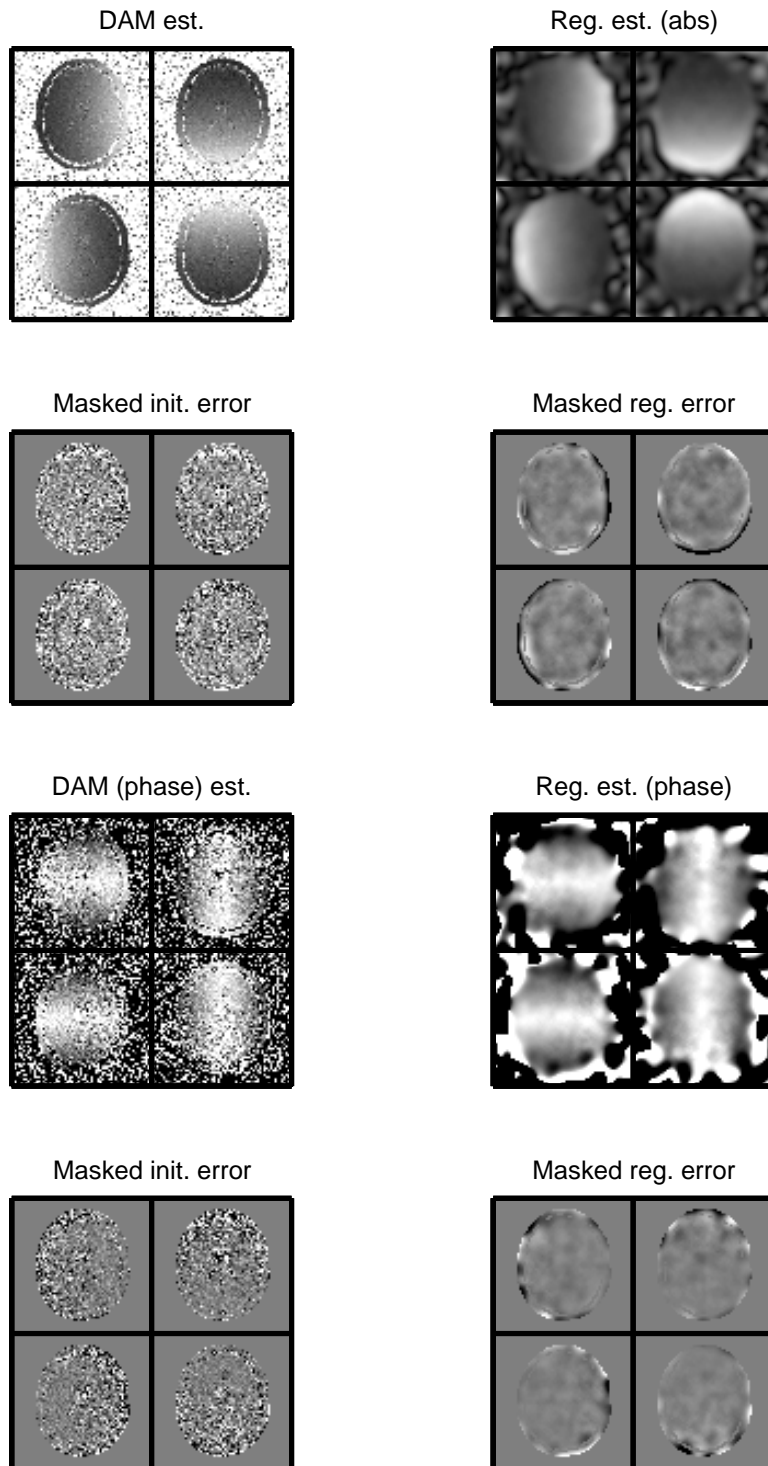 DAM est.
Reg. est. (abs)
Masked init. error
Masked reg. error
DAM (phase) est.
Reg. est. (phase)
Masked init. error
Masked reg. error